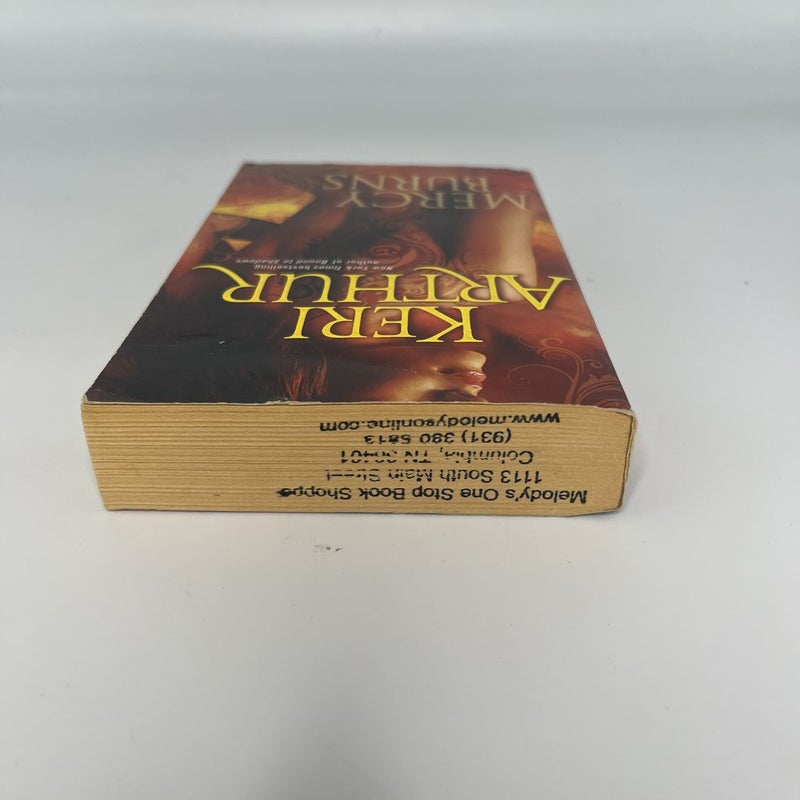 Melody's One Stop Book Shoppe
1113 South Main Street
Columbia, TN 38401
(931) 380 5813
www.melodysonline.com
KERI
ARTHUR
New York Times bestselling
author of Bound to Shadows
MERCY
BURNS